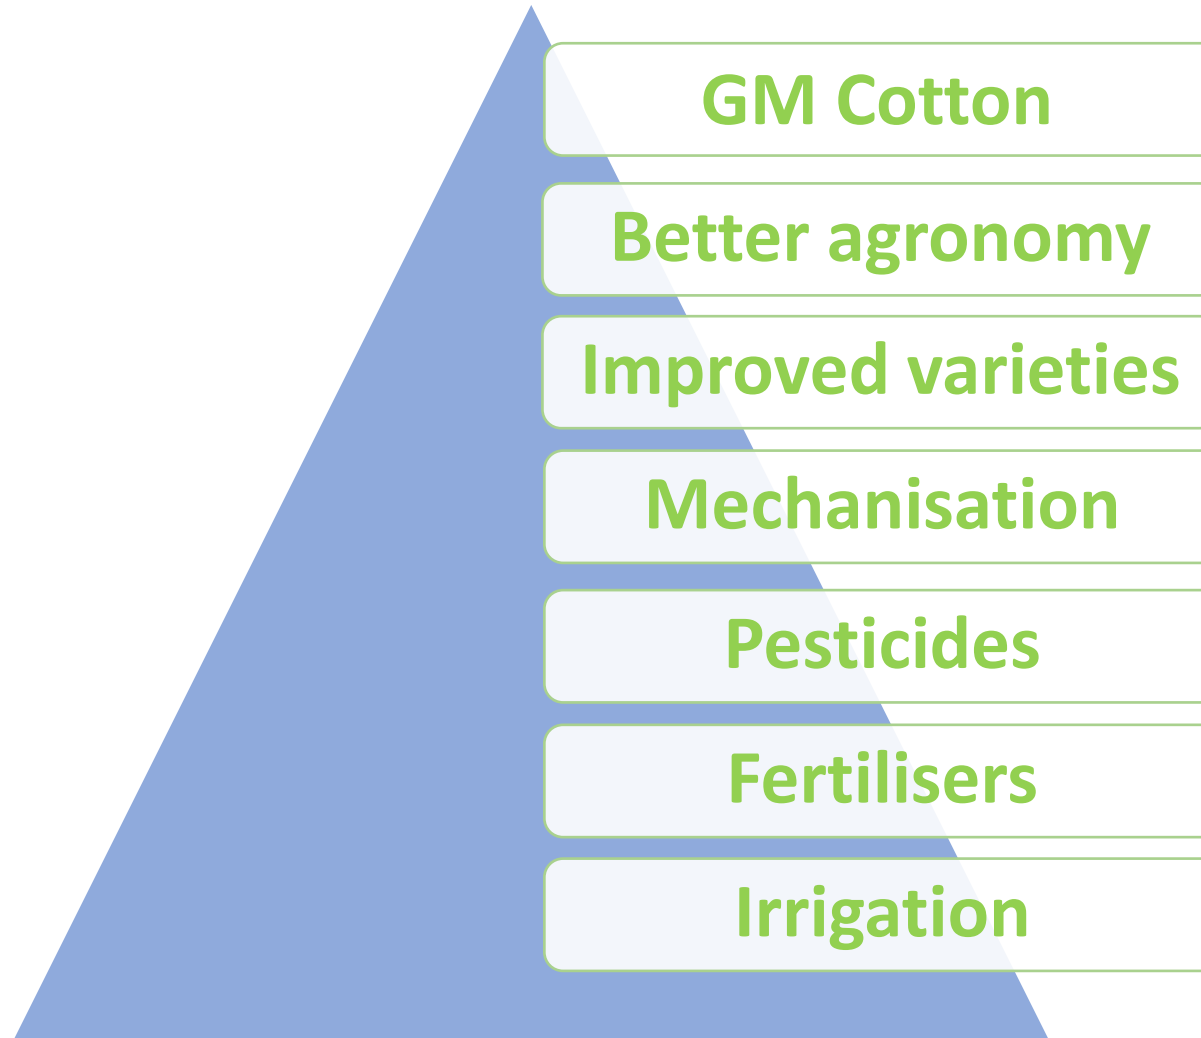 GM Cotton
Better agronomy
Improved varieties
Mechanisation
Pesticides
Fertilisers
Irrigation